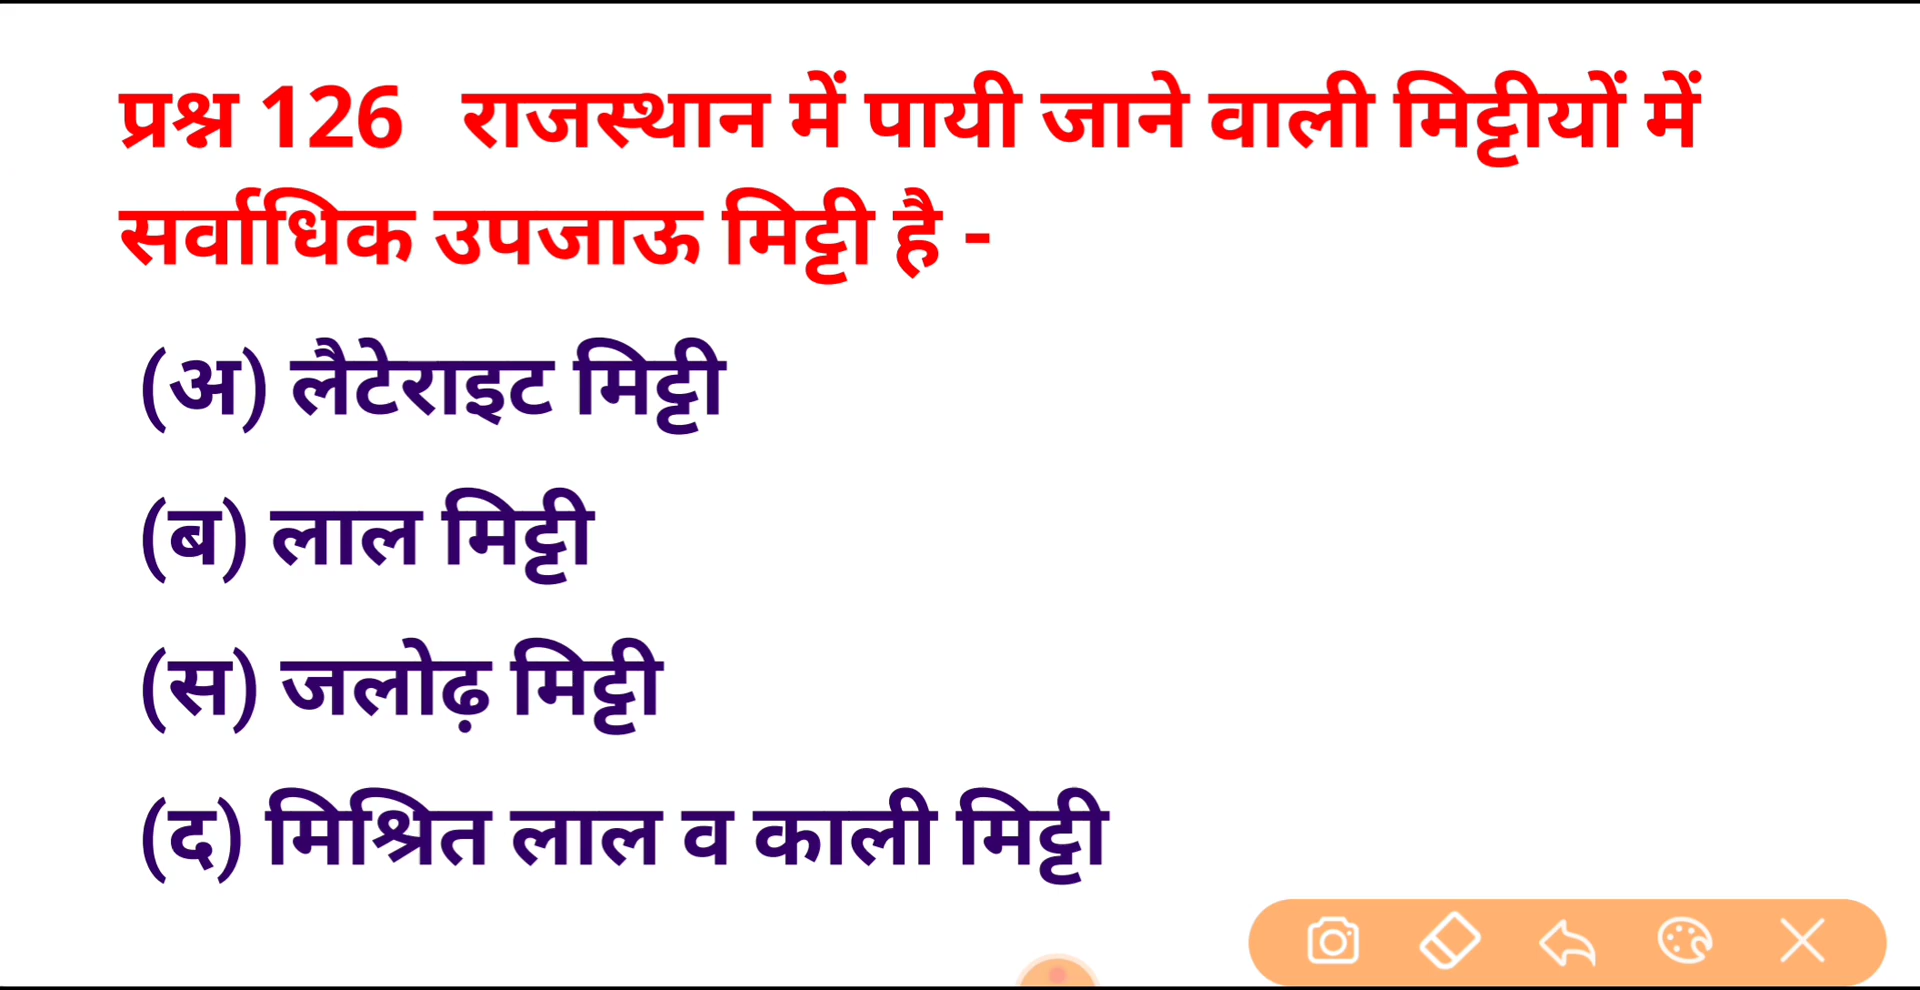 प्रश्न 126 राजस्थान में पायी जाने वाली मिट्टीयों में
सर्वाधिक उपजाऊ मिट्टी है -
(अ) लैटेराइट मिट्टी
(ब) लाल मिट्टी
(स) जलोढ़ मिट्टी
(द) मिश्रित लाल व काली मिट्टी